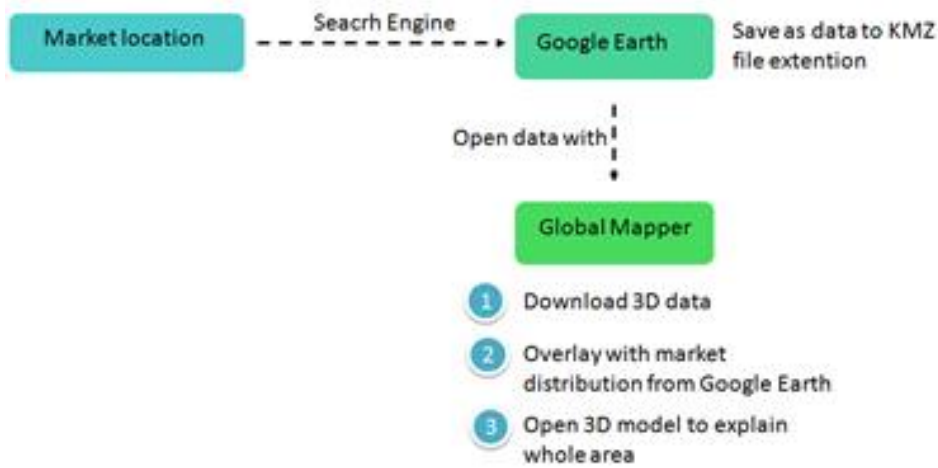 Market location
Seacrh Engine
Google Earth
Save as data to KMZ
file extention
Open data with
Global Mapper
1 Download 3D data
2 Overlay with market
distribution from Google Earth
3 Open 3D model to explain
whole area